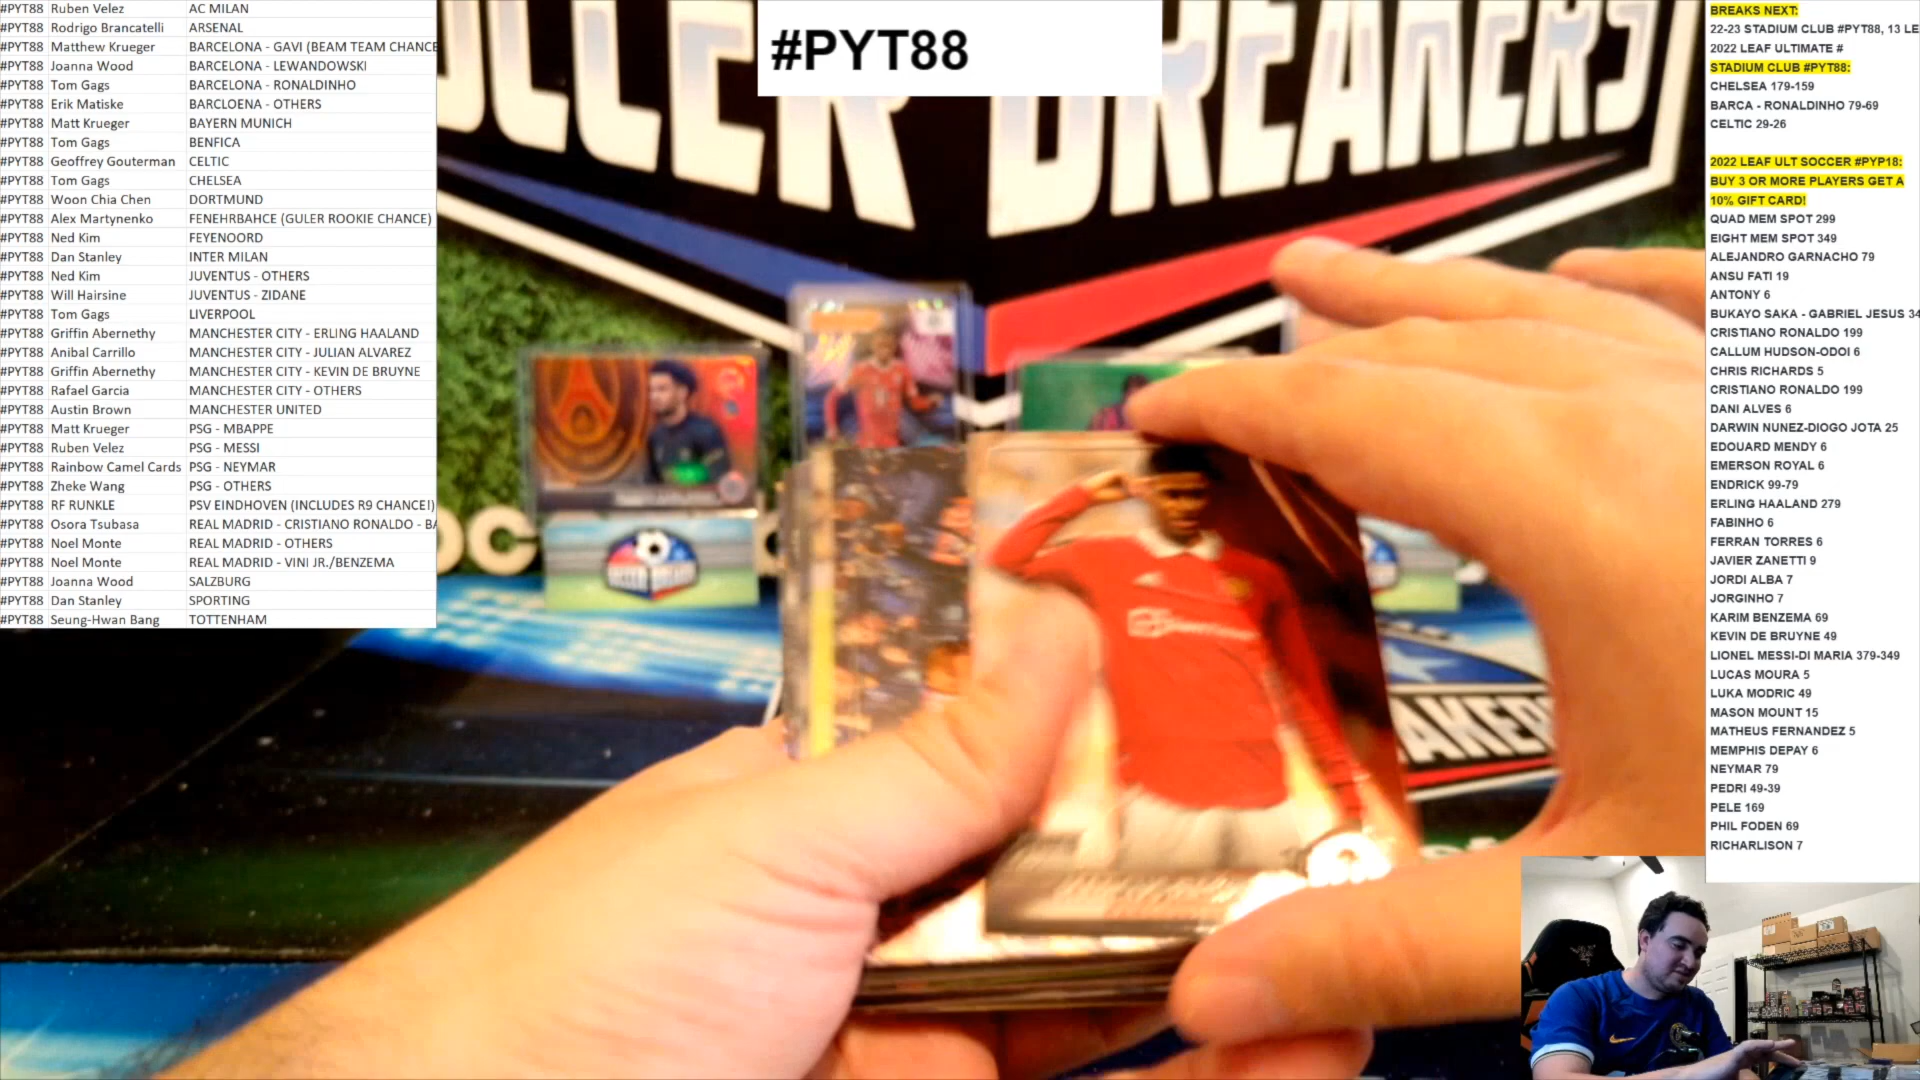 #PYT88 Ruben Velez AC MILAN
#PYT88 Rodrigo Brancatelli ARSENAL
#PYT88 Matthew Krueger BARCELONA - GAVI (BEAM TEAM CHANCE
#PYT88 Joanna Wood BARCELONA - LEWANDOWSKI
#PYT88 Tom Gags BARCELONA - RONALDINHO
#PYT88 Erik Matiske BARCLOENA - OTHERS
#PYT88 Matt Krueger BAYERN MUNICH
#PYT88 Tom Gags BENFICA
#PYT88 Geoffrey Gouterman CELTIC
#PYT88 Tom Gags CHELSEA
#PYT88 Woon Chia Chen DORTMUND
#PYT88 Alex Martynenko FENEHRBAHCE (GULER ROOKIE CHANCE)
#PYT88 Ned Kim FEYENOORD
#PYT88 Dan Stanley INTER MILAN
#PYT88 Ned Kim JUVENTUS - OTHERS
#PYT88 Will Hairsine JUVENTUS - ZIDANE
#PYT88 Tom Gags LIVERPOOL
#PYT88 Griffin Abernethy MANCHESTER CITY - ERLING HAALAND
#PYT88 Anibal Carrillo MANCHESTER CITY - JULIAN ALVAREZ
#PYT88 Griffin Abernethy MANCHESTER CITY - KEVIN DE BRUYNE
#PYT88 Rafael Garcia MANCHESTER CITY - OTHERS
#PYT88 Austin Brown MANCHESTER UNITED
#PYT88 Matt Krueger PSG - MBAPPE
#PYT88 Ruben Velez PSG - MESSI
#PYT88 Rainbow Camel Cards PSG - NEYMAR
#PYT88 Zheke Wang PSG - OTHERS
#PYT88 RF RUNKLE PSV EINDHOVEN (INCLUDES R9 CHANCE!)
#PYT88 Osora Tsubasa REAL MADRID - CRISTIANO RONALDO - BA
#PYT88 Noel Monte REAL MADRID - OTHERS
#PYT88 Noel Monte REAL MADRID - VINI JR./BENZEMA
#PYT88 Joanna Wood SALZBURG
#PYT88 Dan Stanley SPORTING
#PYT88 Seung-Hwan Bang TOTTENHAM
#PYT88
OCCER BREAKERS
BREAKS NEXT:
22-23 STADIUM CLUB #PYT88, 13 LE
2022 LEAF ULTIMATE #
STADIUM CLUB #PYT88:
CHELSEA 179-159
BARCA - RONALDINHO 79-69
CELTIC 29-26
2022 LEAF ULT SOCCER #PYP18:
BUY 3 OR MORE PLAYERS GET A
10% GIFT CARD!
QUAD MEM SPOT 299
EIGHT MEM SPOT 349
ALEJANDRO GARNACHO 79
ANSU FATI 19
ANTONY 6
BUKAYO SAKA - GABRIEL JESUS 34
CRISTIANO RONALDO 199
CALLUM HUDSON-ODOI 6
CHRIS RICHARDS 5
CRISTIANO RONALDO 199
DANI ALVES 6
DARWIN NUNEZ-DIOGO JOTA 25
EDOUARD MENDY 6
EMERSON ROYAL 6
ENDRICK 99-79
ERLING HAALAND 279
FABINHO 6
FERRAN TORRES 6
JAVIER ZANETTI 9
JORDI ALBA 7
JORGINHO 7
KARIM BENZEMA 69
KEVIN DE BRUYNE 49
LIONEL MESSI-DI MARIA 379-349
LUCAS MOURA 5
LUKA MODRIC 49
MASON MOUNT 15
MATHEUS FERNANDEZ 5
MEMPHIS DEPAY 6
NEYMAR 79
PEDRI 49-39
PELE 169
PHIL FODEN 69
RICHARLISON 7